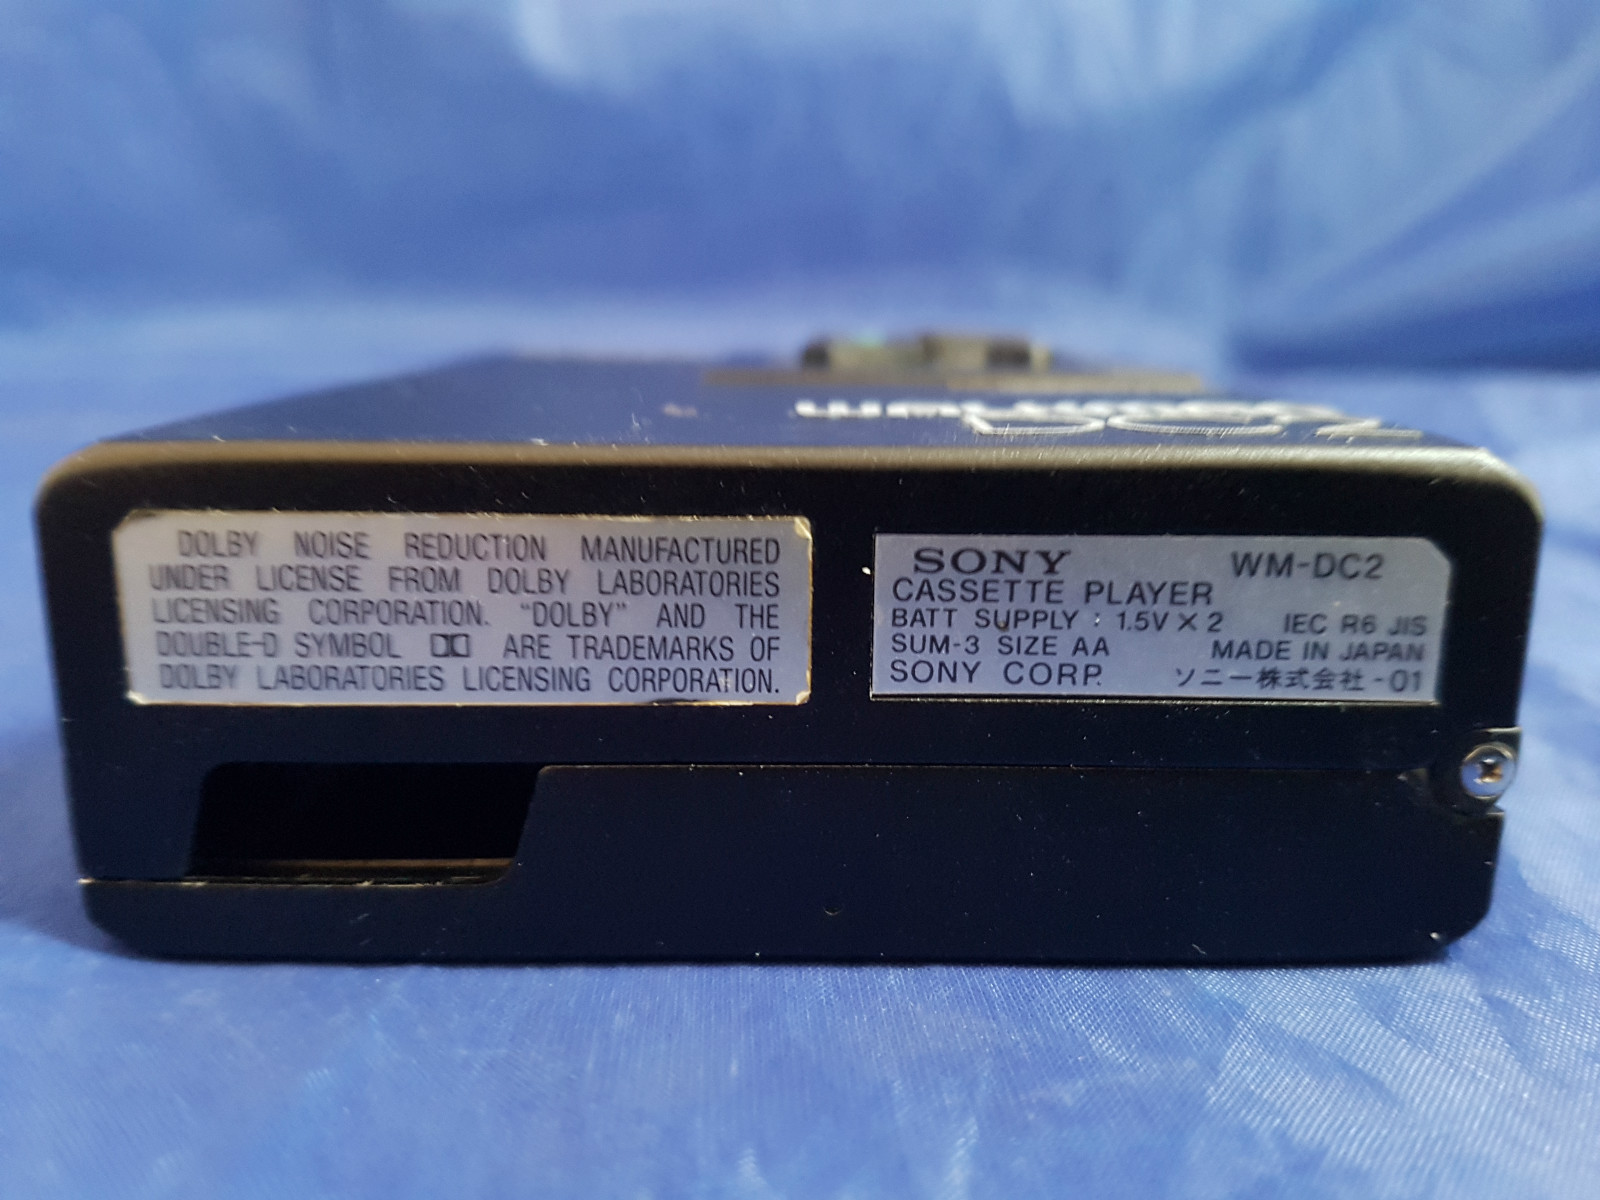 WALKMAN
DC2
DOLBY NOISE REDUCTION MANUFACTURED
UNDER LICENSE FROM DOLBY LABORATORIES
LICENSING CORPORATION. "DOLBY" AND THE
DOUBLE-D SYMBOL ARE TRADEMARKS OF
DOLBY LABORATORIES LICENSING CORPORATION.
SONY WM-DC2
CASSETTE PLAYER
BATT SUPPLY : 1.5V X 2 IEC R6 JIS
SUM-3 SIZE AA MADE IN JAPAN
SONY CORP. ソニー株式会社 -01